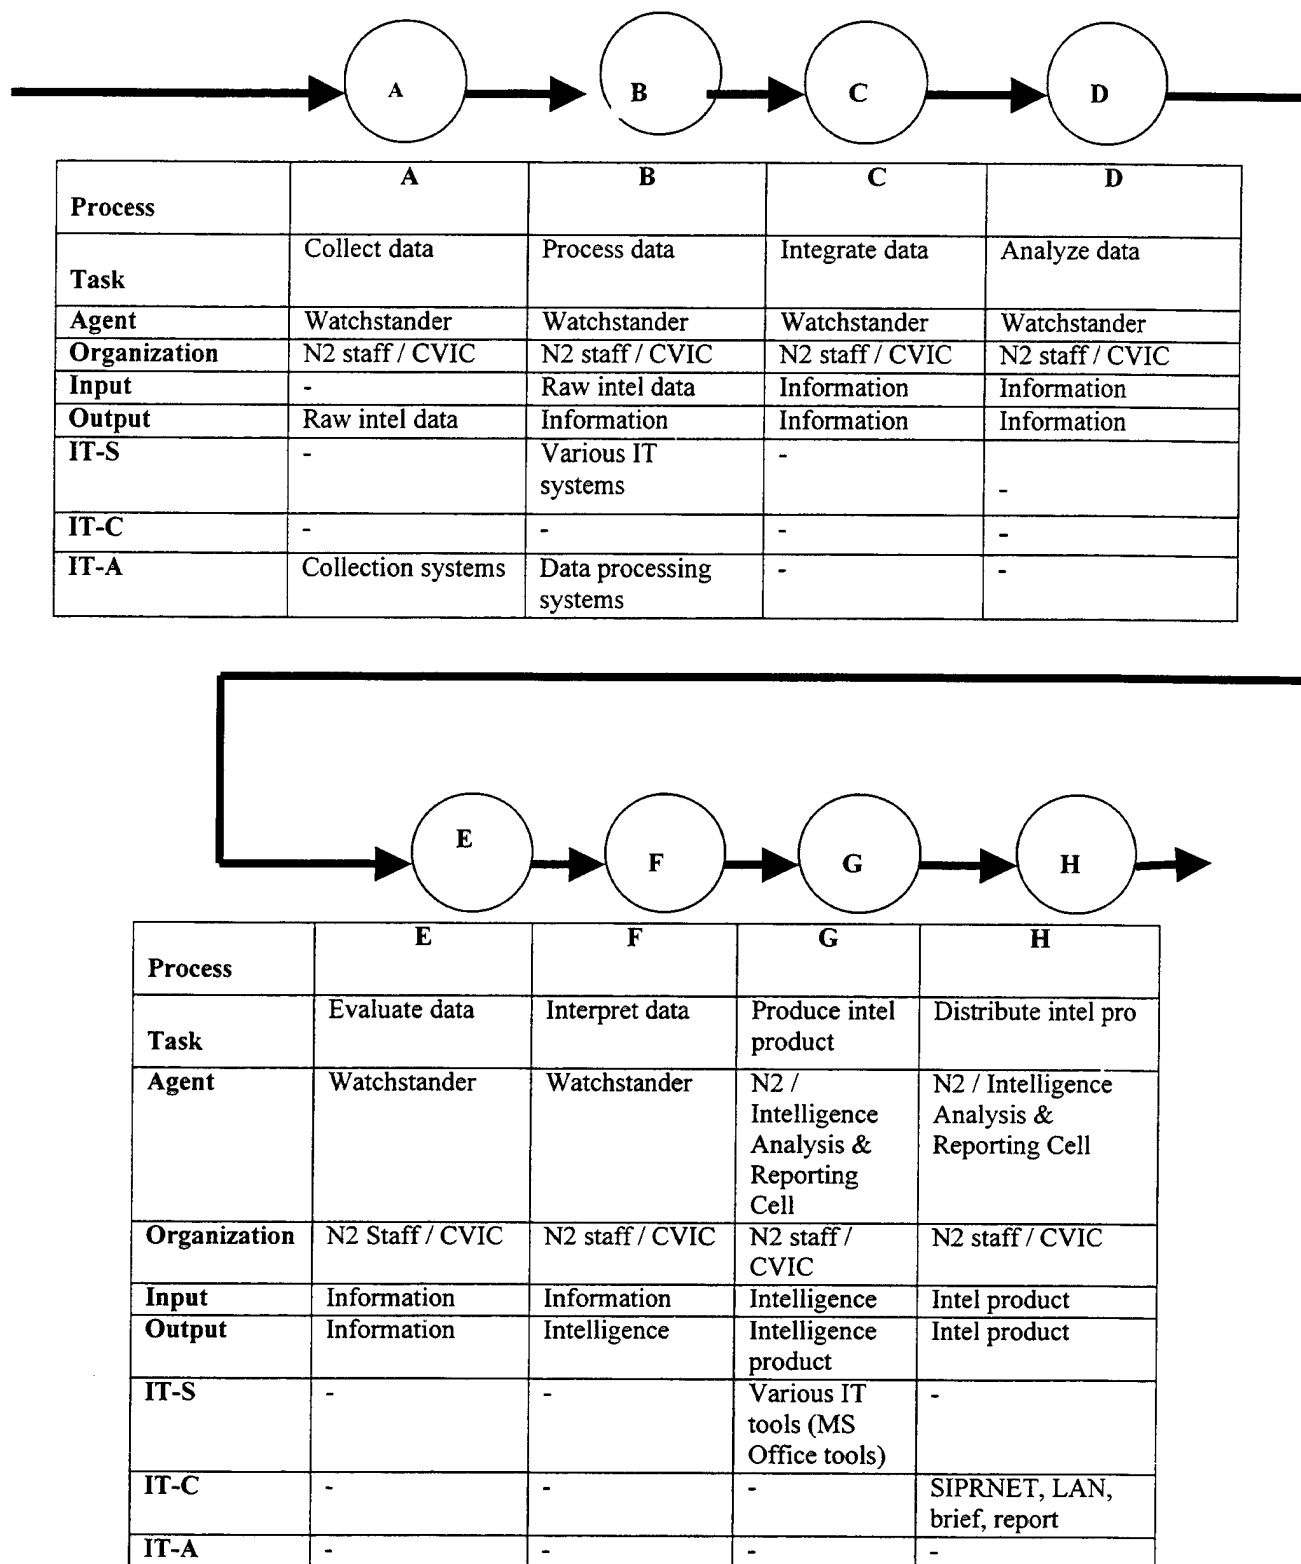 A B C D
Process A B C D
Task Collect data Process data Integrate data Analyze data
Agent Watchstander Watchstander Watchstander Watchstander
Organization N2 staff / CVIC N2 staff / CVIC N2 staff / CVIC N2 staff / CVIC
Input - Raw intel data Information Information
Output Raw intel data Information Information Information
IT-S - Various IT - -
systems
IT-C - - - -
IT-A Collection systems Data processing - -
systems
E F G H
Process E F G H
Task Evaluate data Interpret data Produce intel Distribute intel pro
product
Agent Watchstander Watchstander N2 / N2 / Intelligence
Intelligence Analysis &
Analysis & Reporting Cell
Reporting
Cell
Organization N2 Staff / CVIC N2 staff / CVIC N2 staff / N2 staff / CVIC
CVIC
Input Information Information Intelligence Intel product
Output Information Intelligence Intelligence Intel product
product
IT-S - - Various IT -
tools (MS
Office tools)
IT-C - - - SIPRNET, LAN,
brief, report
IT-A - - - -